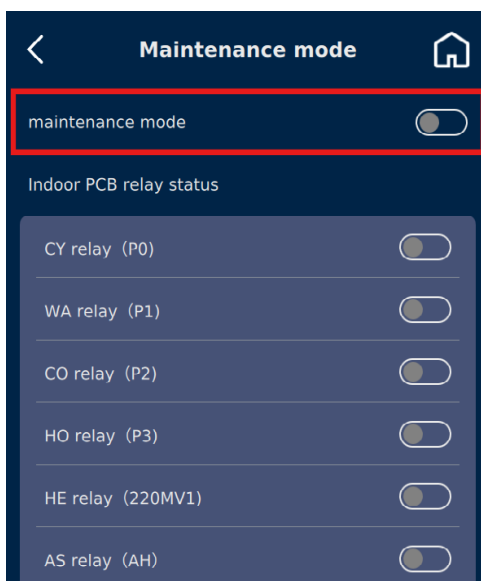 Maintenance mode
maintenance mode
Indoor PCB relay status
CY relay（P0)
WA relay（P1)
CO relay（P2)
HO relay（P3)
HE relay（220MV1)
AS relay（AH)